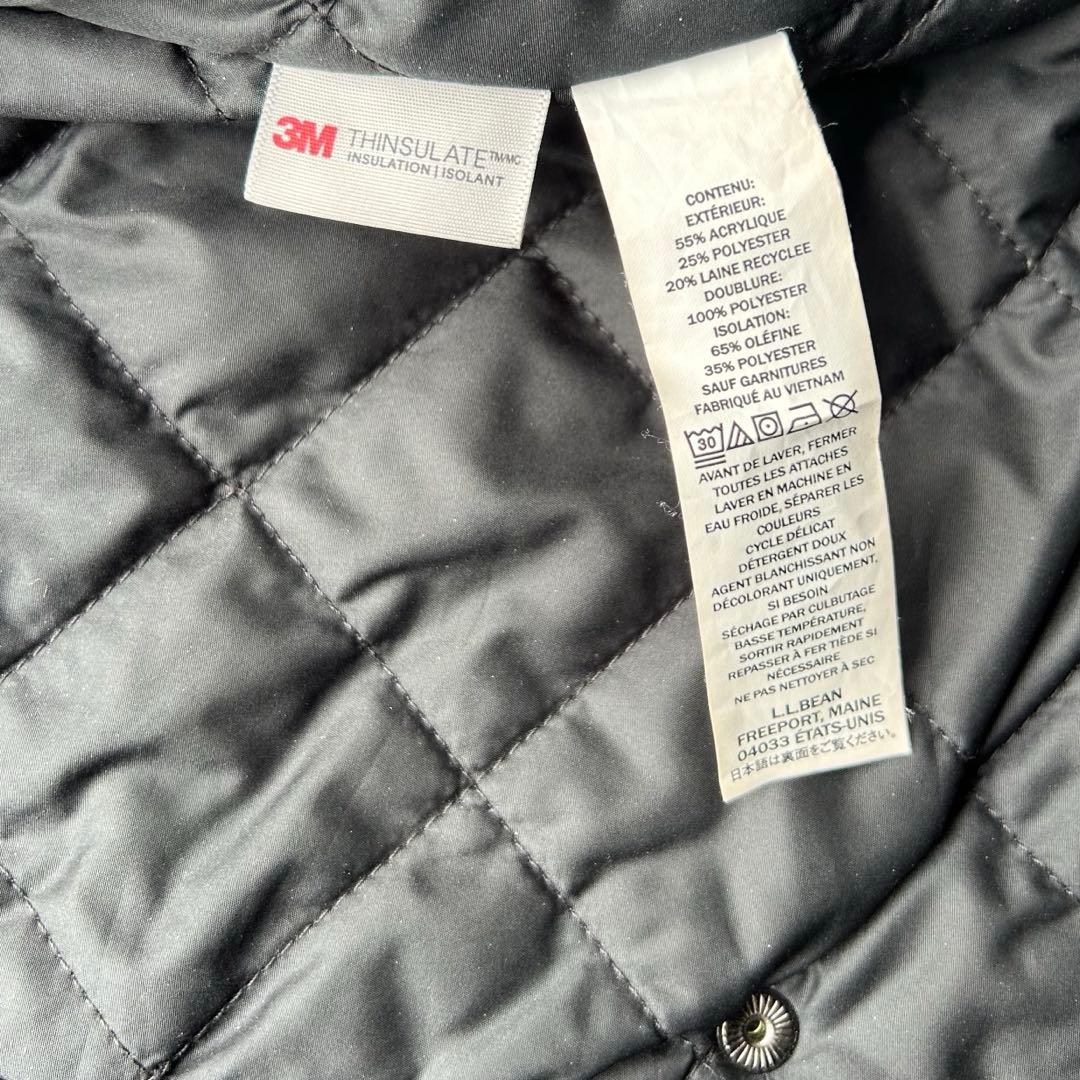 3M THINSULATE™/MC
INSULATION | ISOLANT
CONTENU:
EXTÉRIEUR:
55% ACRYLIQUE
25% POLYESTER
20% LAINE RECYCLEE
DOUBLURE:
100% POLYESTER
ISOLATION:
65% OLÉFINE
35% POLYESTER
SAUF GARNITURES
FABRIQUÉ AU VIETNAM
30
AVANT DE LAVER, FERMER
TOUTES LES ATTACHES
LAVER EN MACHINE EN
EAU FROIDE, SÉPARER LES
COULEURS
CYCLE DÉLICAT
DÉTERGENT DOUX
AGENT BLANCHISSANT NON
DÉCOLORANT UNIQUEMENT,
SI BESOIN
SÉCHAGE PAR CULBUTAGE
BASSE TEMPÉRATURE,
SORTIR RAPIDEMENT
REPASSER À FER TIÈDE SI
NÉCESSAIRE
NE PAS NETTOYER À SEC
L.L.BEAN
FREEPORT, MAINE
04033 ÉTATS-UNIS
日本語は裏面をご覧ください。